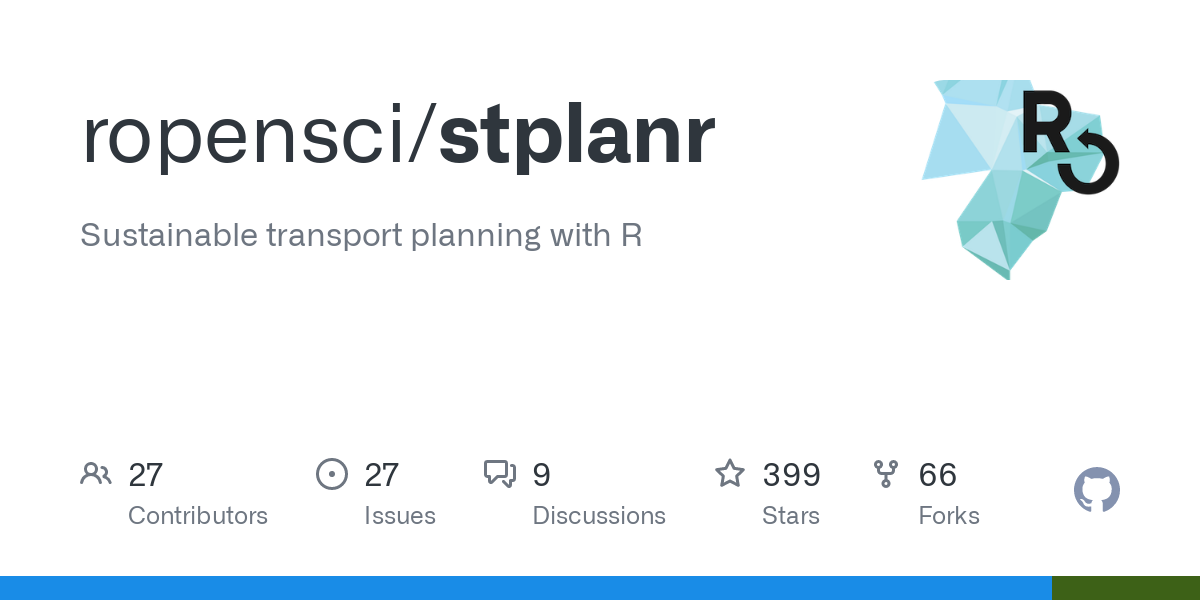 ropensci/stplanr
Sustainable transport planning with R
R
27
Contributors
27
Issues
9
Discussions
399
Stars
66
Forks